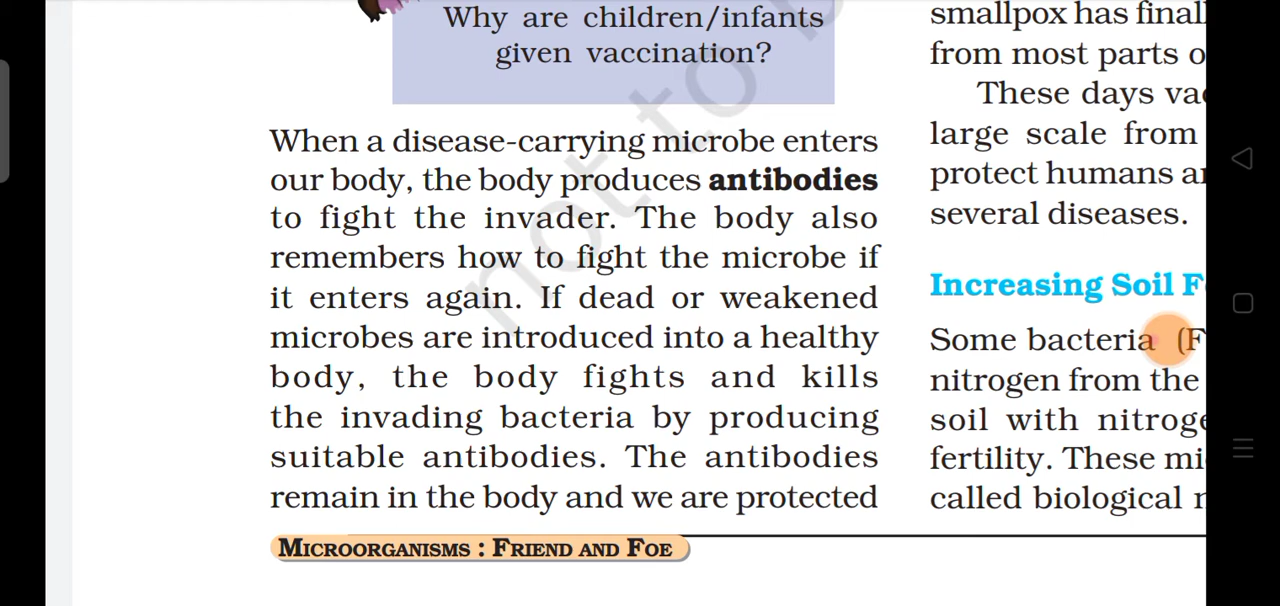 Why are children/infants
given vaccination?
When a disease-carrying microbe enters
our body, the body produces antibodies
to fight the invader. The body also
remembers how to fight the microbe if
it enters again. If dead or weakened
microbes are introduced into a healthy
body, the body fights and kills
the invading bacteria by producing
suitable antibodies. The antibodies
remain in the body and we are protected
MICROORGANISMS : FRIEND AND FOE
smallpox has final
from most parts o
These days va
large scale from
protect humans a
several diseases.
Increasing Soil F
Some bacteria (F
nitrogen from the
soil with nitroge
fertility. These mi
called biological n
not to b